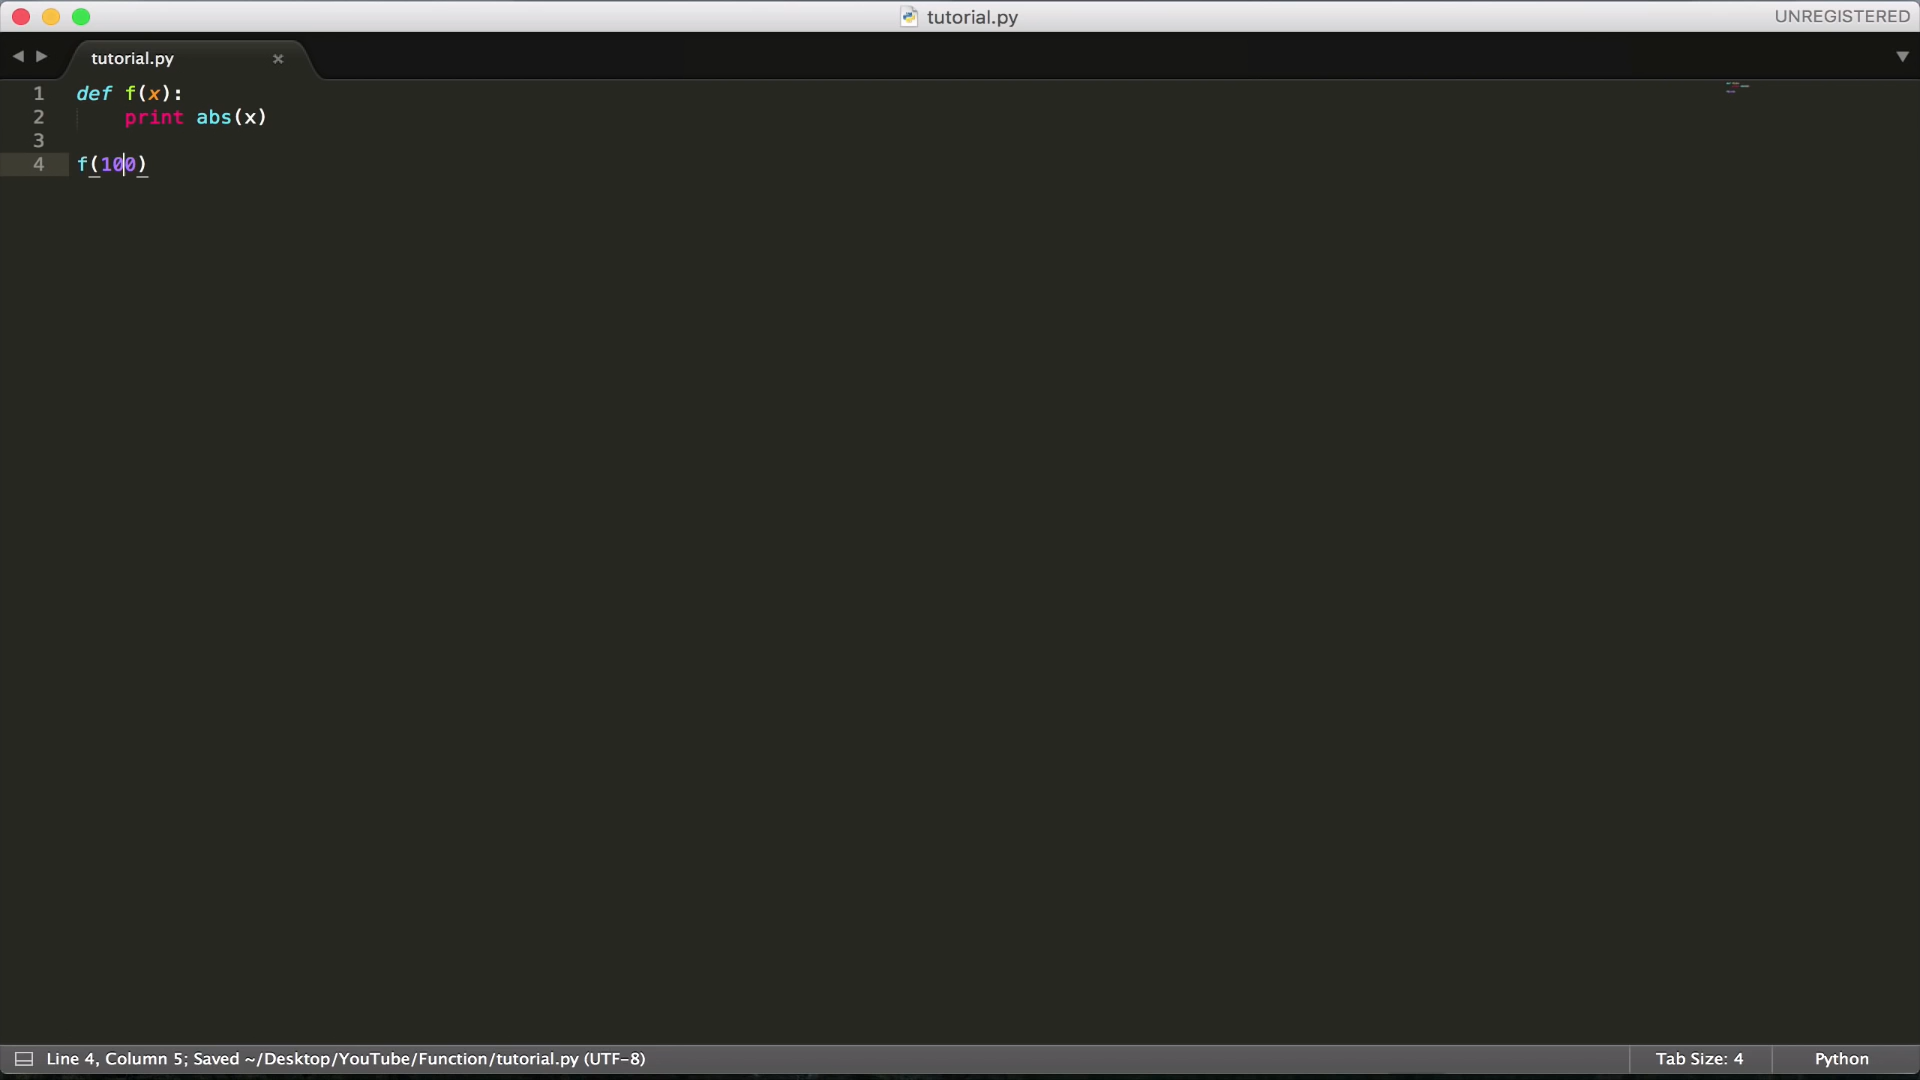 tutorial.py
UNREGISTERED
tutorial.py
1 def f(x):
2     print abs(x)
3
4 f(100)
Line 4, Column 5; Saved ~/Desktop/YouTube/Function/tutorial.py (UTF-8)
Tab Size: 4
Python